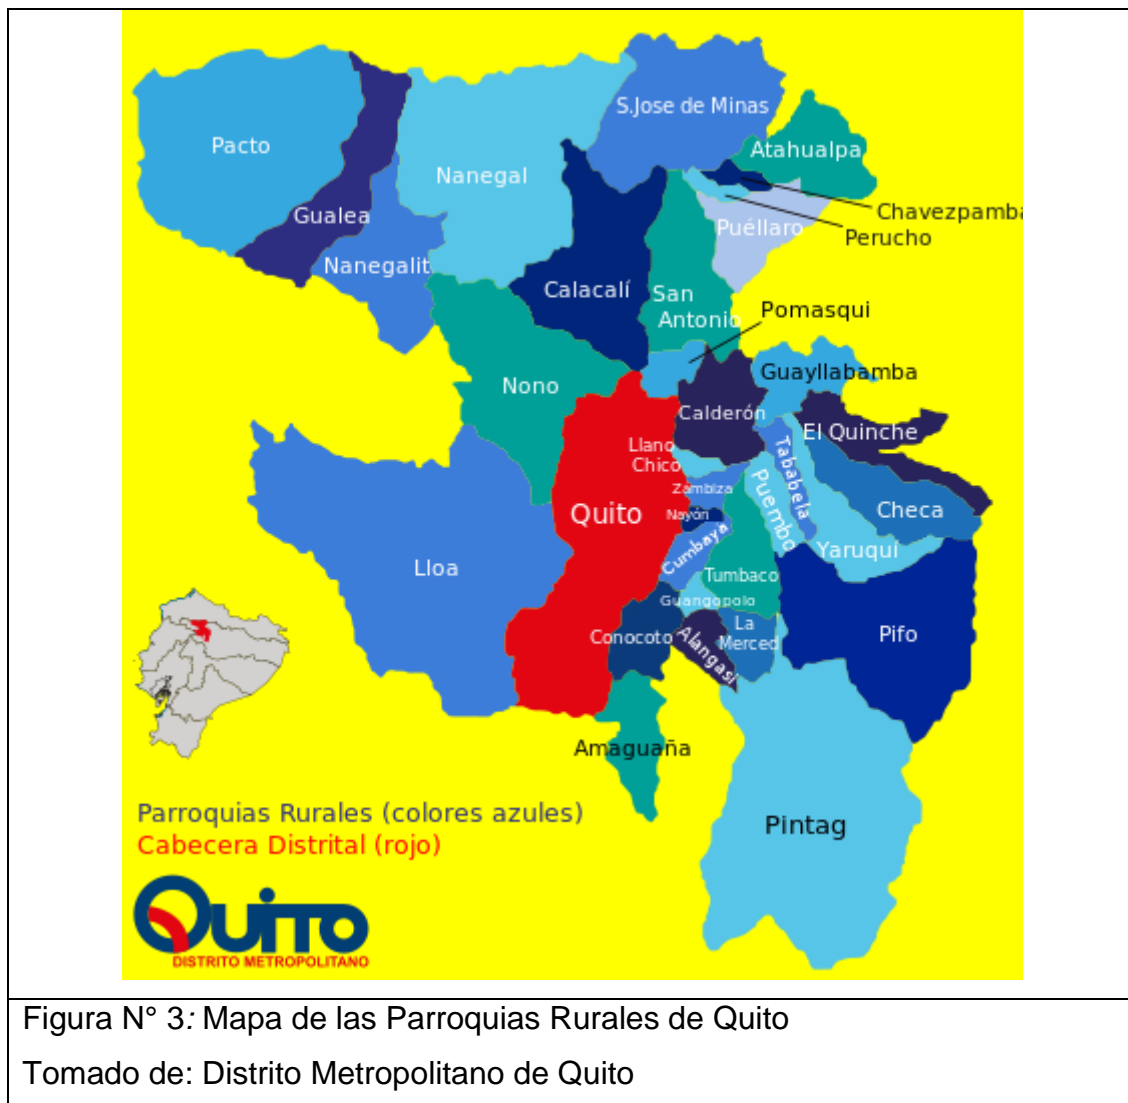 S.Jose de Minas
Pacto
Atahualpa
Nanegal
Gualea
Chavezpamba
Puéllaro
Perucho
Nanegalit
Calacalí
San
Antonio
Pomasqui
Guayllabamba
Nono
Calderón
El Quinche
Llano
Chico
Tababela
Zambiza
Puembo
Checa
Quito
Nayón
Cumbaya
Yaruquí
Lloa
Tumbaco
Guangopolo
La
Merced
Conocoto
Alangasi
Pifo
Amaguaña
Pintag
Parroquias Rurales (colores azules)
Cabecera Distrital (rojo)
QUITO
DISTRITO METROPOLITANO
Figura N° 3: Mapa de las Parroquias Rurales de Quito
Tomado de: Distrito Metropolitano de Quito